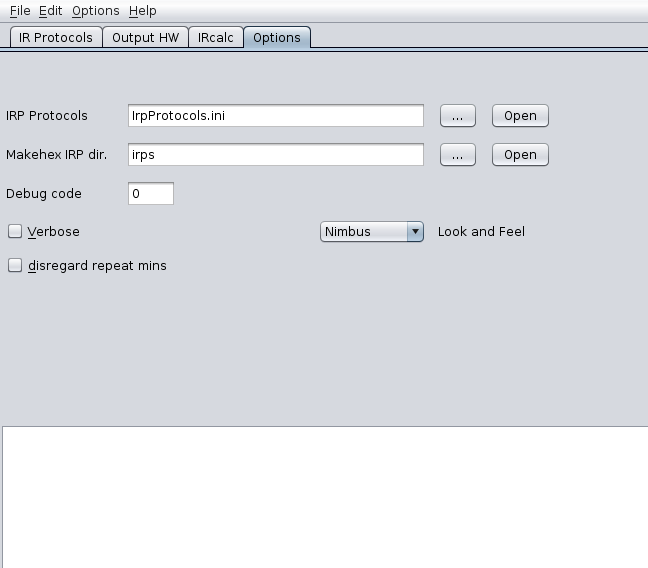 File Edit Options Help
IR Protocols Output HW IRcalc Options
IRP Protocols IrpProtocols.ini ... Open
Makehex IRP dir. irps ... Open
Debug code 0
Verbose Nimbus Look and Feel
disregard repeat mins